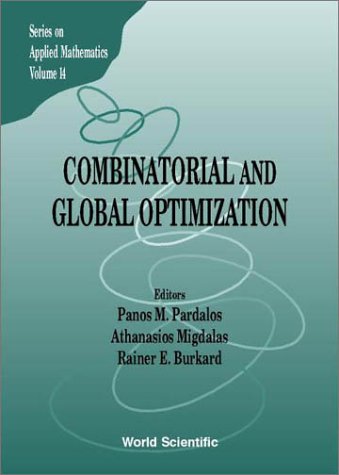 Series on
Applied Mathematics
Volume 14
COMBINATORIAL AND
GLOBAL OPTIMIZATION
Editors
Panos M. Pardalos
Athanasios Migdalas
Rainer E. Burkard
World Scientific